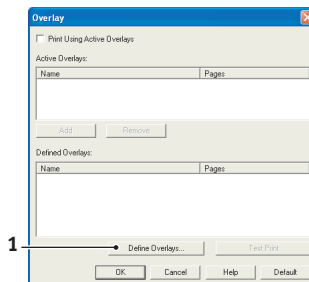 Overlay
Print Using Active Overlays
Active Overlays:
Name Pages
Add Remove
Defined Overlays:
Name Pages
1 Define Overlays... Test Print
OK Cancel Help Default